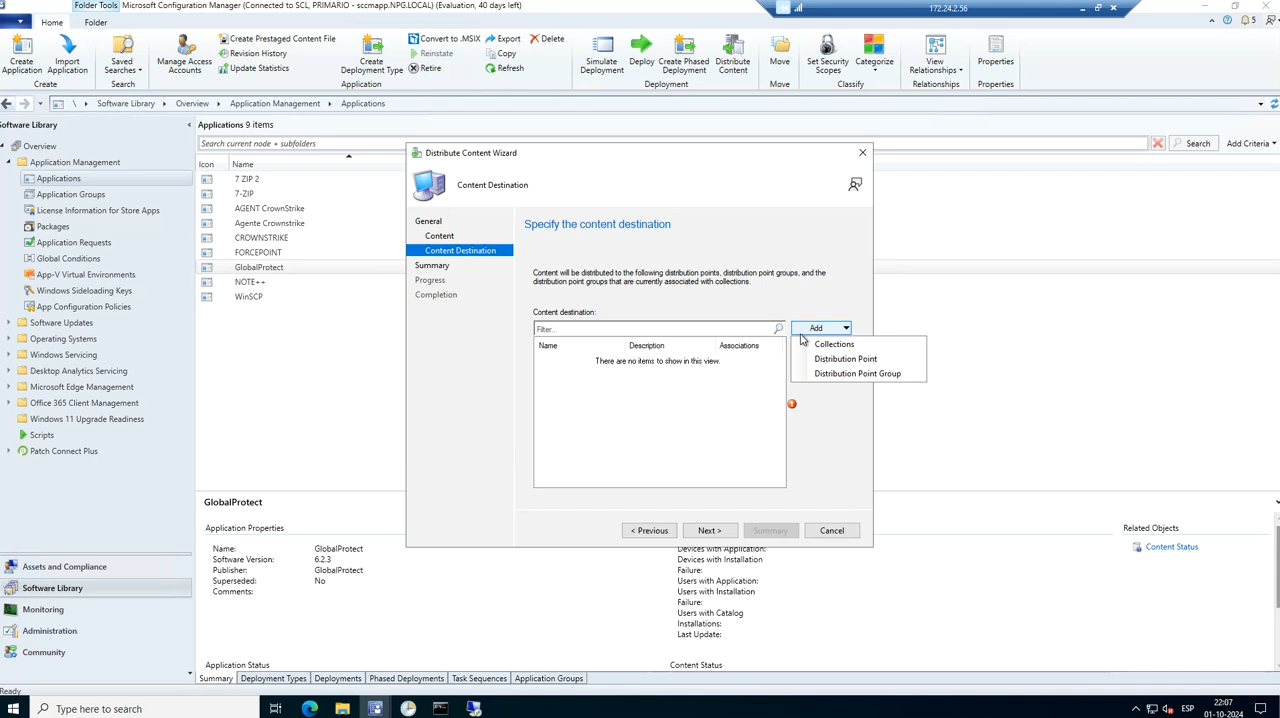 Folder Tools
Microsoft Configuration Manager (Connected to SCL, PRIMARIO - sccmapp.NPG.LOCAL) (Evaluation, 40 days left)
172.24.2.56
Home
Folder
5
Create Application
Import Application
Create
Saved Searches
Search
Manage Access Accounts
Create Prestaged Content File
Revision History
Update Statistics
Create Deployment Type
Convert to .MSIX
Reinstate
Retire
Export
Copy
Refresh
Delete
Application
Simulate Deployment
Deploy
Create Phased Deployment
Distribute Content
Deployment
Move
Move
Set Security Scopes
Categorize
Classify
View Relationships
Relationships
Properties
Properties
\ Software Library Overview Application Management Applications
Software Library
Overview
Application Management
Applications
Application Groups
License Information for Store Apps
Packages
Application Requests
Global Conditions
App-V Virtual Environments
Windows Sideloading Keys
App Configuration Policies
Software Updates
Operating Systems
Windows Servicing
Desktop Analytics Servicing
Microsoft Edge Management
Office 365 Client Management
Windows 11 Upgrade Readiness
Scripts
Patch Connect Plus
Assets and Compliance
Software Library
Monitoring
Administration
Community
Applications 9 items
Search current node + subfolders
Search
Add Criteria
Icon Name
7 ZIP 2
7-ZIP
AGENT CrownStrike
Agente Crownstrike
CROWNSTRIKE
FORCEPOINT
GlobalProtect
NOTE++
WinSCP
Distribute Content Wizard
Content Destination
General
Content
Content Destination
Summary
Progress
Completion
Specify the content destination
Content will be distributed to the following distribution points, distribution point groups, and the
distribution point groups that are currently associated with collections.
Content destination:
Filter...
Add
Collections
Distribution Point
Distribution Point Group
Name Description Associations
There are no items to show in this view.
< Previous
Next >
Summary
Cancel
GlobalProtect
Application Properties
Name: GlobalProtect
Software Version: 6.2.3
Publisher: GlobalProtect
Superseded: No
Comments:
Devices with Application:
Devices with Installation
Failure:
Users with Application:
Users with Installation
Failure:
Users with Catalog
Installations:
Last Update:
Related Objects
Content Status
Application Status
Content Status
Summary
Deployment Types
Deployments
Phased Deployments
Task Sequences
Application Groups
Ready
Type here to search
ESP
22:07
01-10-2024